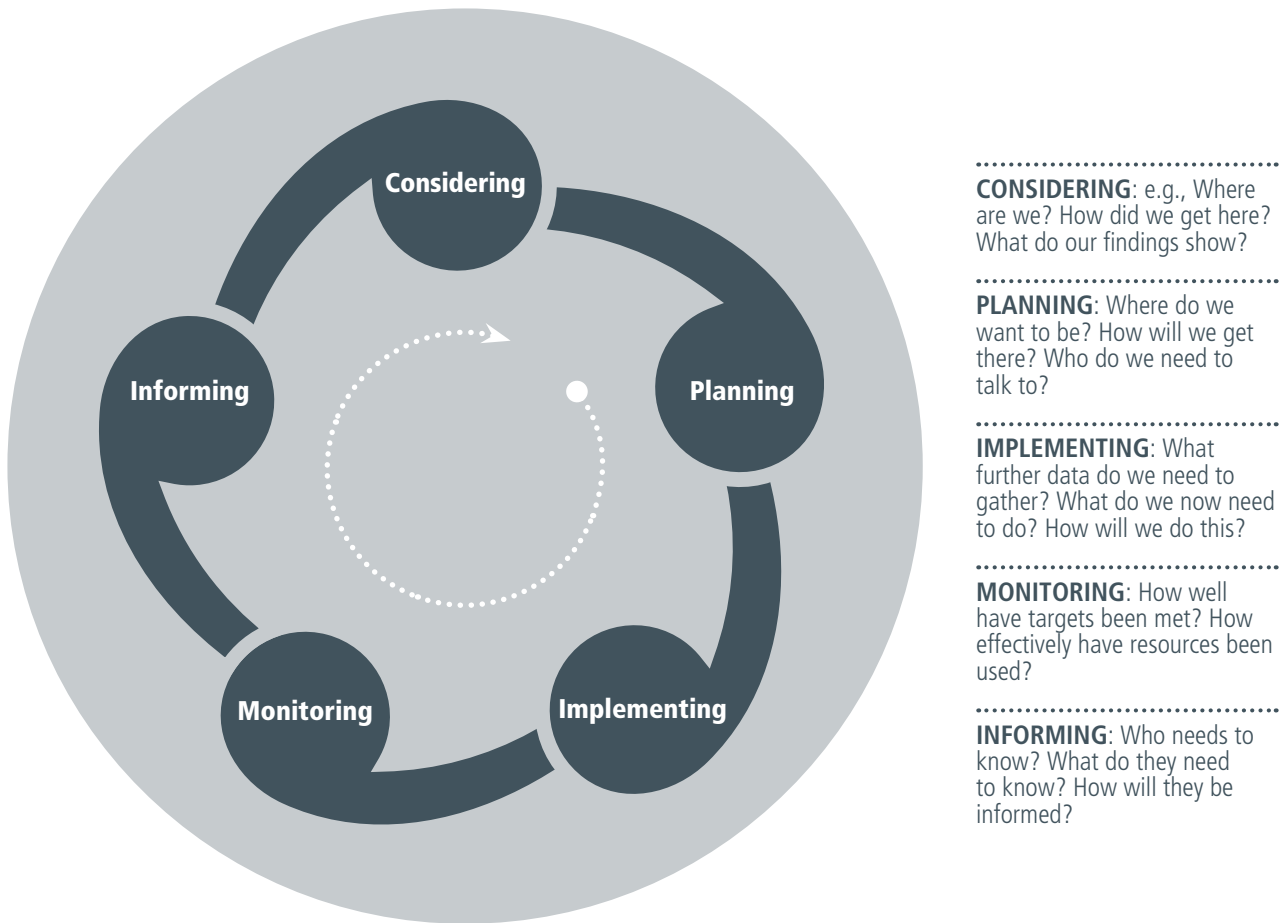 Considering
Planning
Implementing
Monitoring
Informing
CONSIDERING: e.g., Where
are we? How did we get here?
What do our findings show?
PLANNING: Where do we
want to be? How will we get
there? Who do we need to
talk to?
IMPLEMENTING: What
further data do we need to
gather? What do we now need
to do? How will we do this?
MONITORING: How well
have targets been met? How
effectively have resources been
used?
INFORMING: Who needs to
know? What do they need
to know? How will they be
informed?